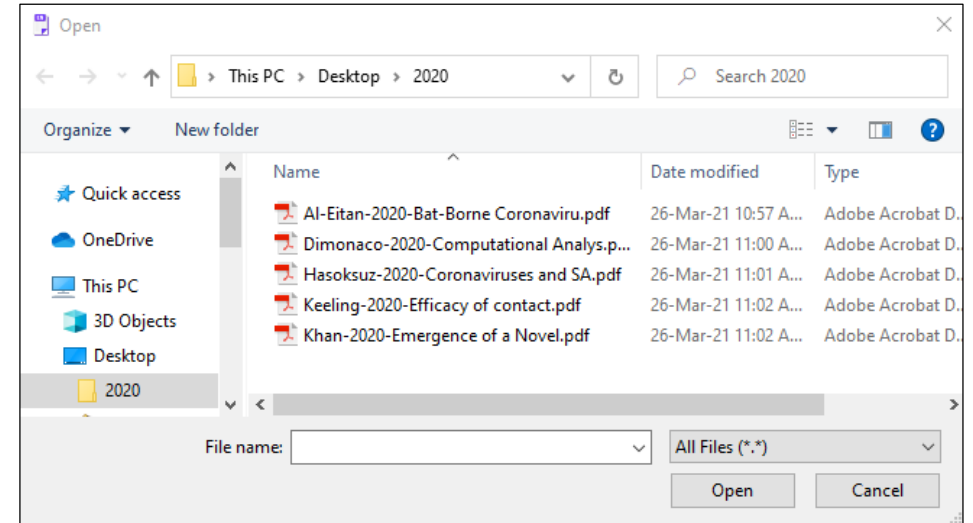 Open
This PC > Desktop > 2020
Search 2020
Organize
New folder
?
Name
Date modified
Type
Quick access
OneDrive
This PC
3D Objects
Desktop
2020
Al-Eitan-2020-Bat-Borne Coronaviru.pdf 26-Mar-21 10:57 A... Adobe Acrobat D..
Dimonaco-2020-Computational Analys.p... 26-Mar-21 11:00 A... Adobe Acrobat D..
Hasoksuz-2020-Coronaviruses and SA.pdf 26-Mar-21 11:01 A... Adobe Acrobat D..
Keeling-2020-Efficacy of contact.pdf 26-Mar-21 11:02 A... Adobe Acrobat D..
Khan-2020-Emergence of a Novel.pdf 26-Mar-21 11:02 A... Adobe Acrobat D..
File name:
All Files (*.*)
Open
Cancel